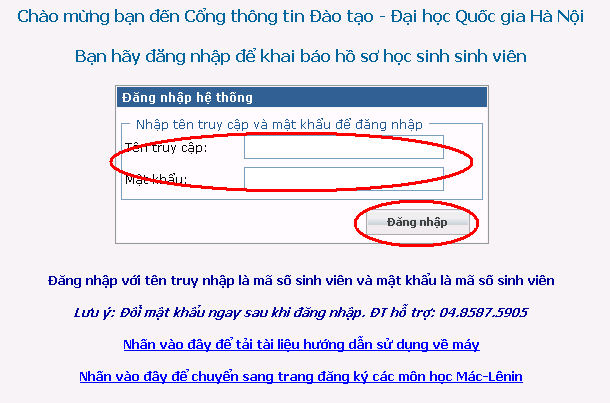 Chào mừng bạn đến Cổng thông tin Đào tạo - Đại học Quốc gia Hà Nội
Bạn hãy đăng nhập để khai báo hồ sơ học sinh sinh viên
Đăng nhập hệ thống
Nhập tên truy cập và mật khẩu để đăng nhập
Tên truy cập:
Mật khẩu:
Đăng nhập
Đăng nhập với tên truy nhập là mã số sinh viên và mật khẩu là mã số sinh viên
Lưu ý: Đổi mật khẩu ngay sau khi đăng nhập. ĐT hỗ trợ: 04.8587.5905
Nhấn vào đây để tải tài liệu hướng dẫn sử dụng về máy
Nhấn vào đây để chuyển sang trang đăng ký các môn học Mác-Lênin